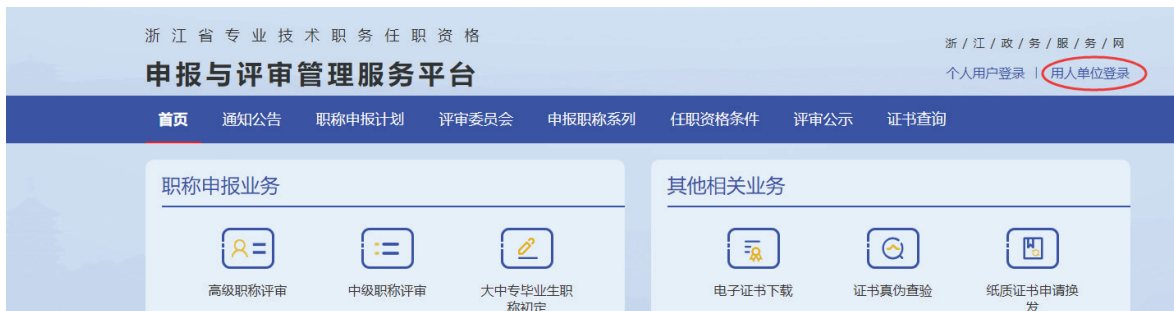 浙江省专业技术职务任职资格
申报与评审管理服务平台
浙/江/政/务/服/务/网
个人用户登录 | 用人单位登录
首页 通知公告 职称申报计划 评审委员会 申报职称系列 任职资格条件 评审公示 证书查询
职称申报业务
其他相关业务
高级职称评审 中级职称评审 大中专毕业生职
称初定
电子证书下载 证书真伪查验 纸质证书申请换
发